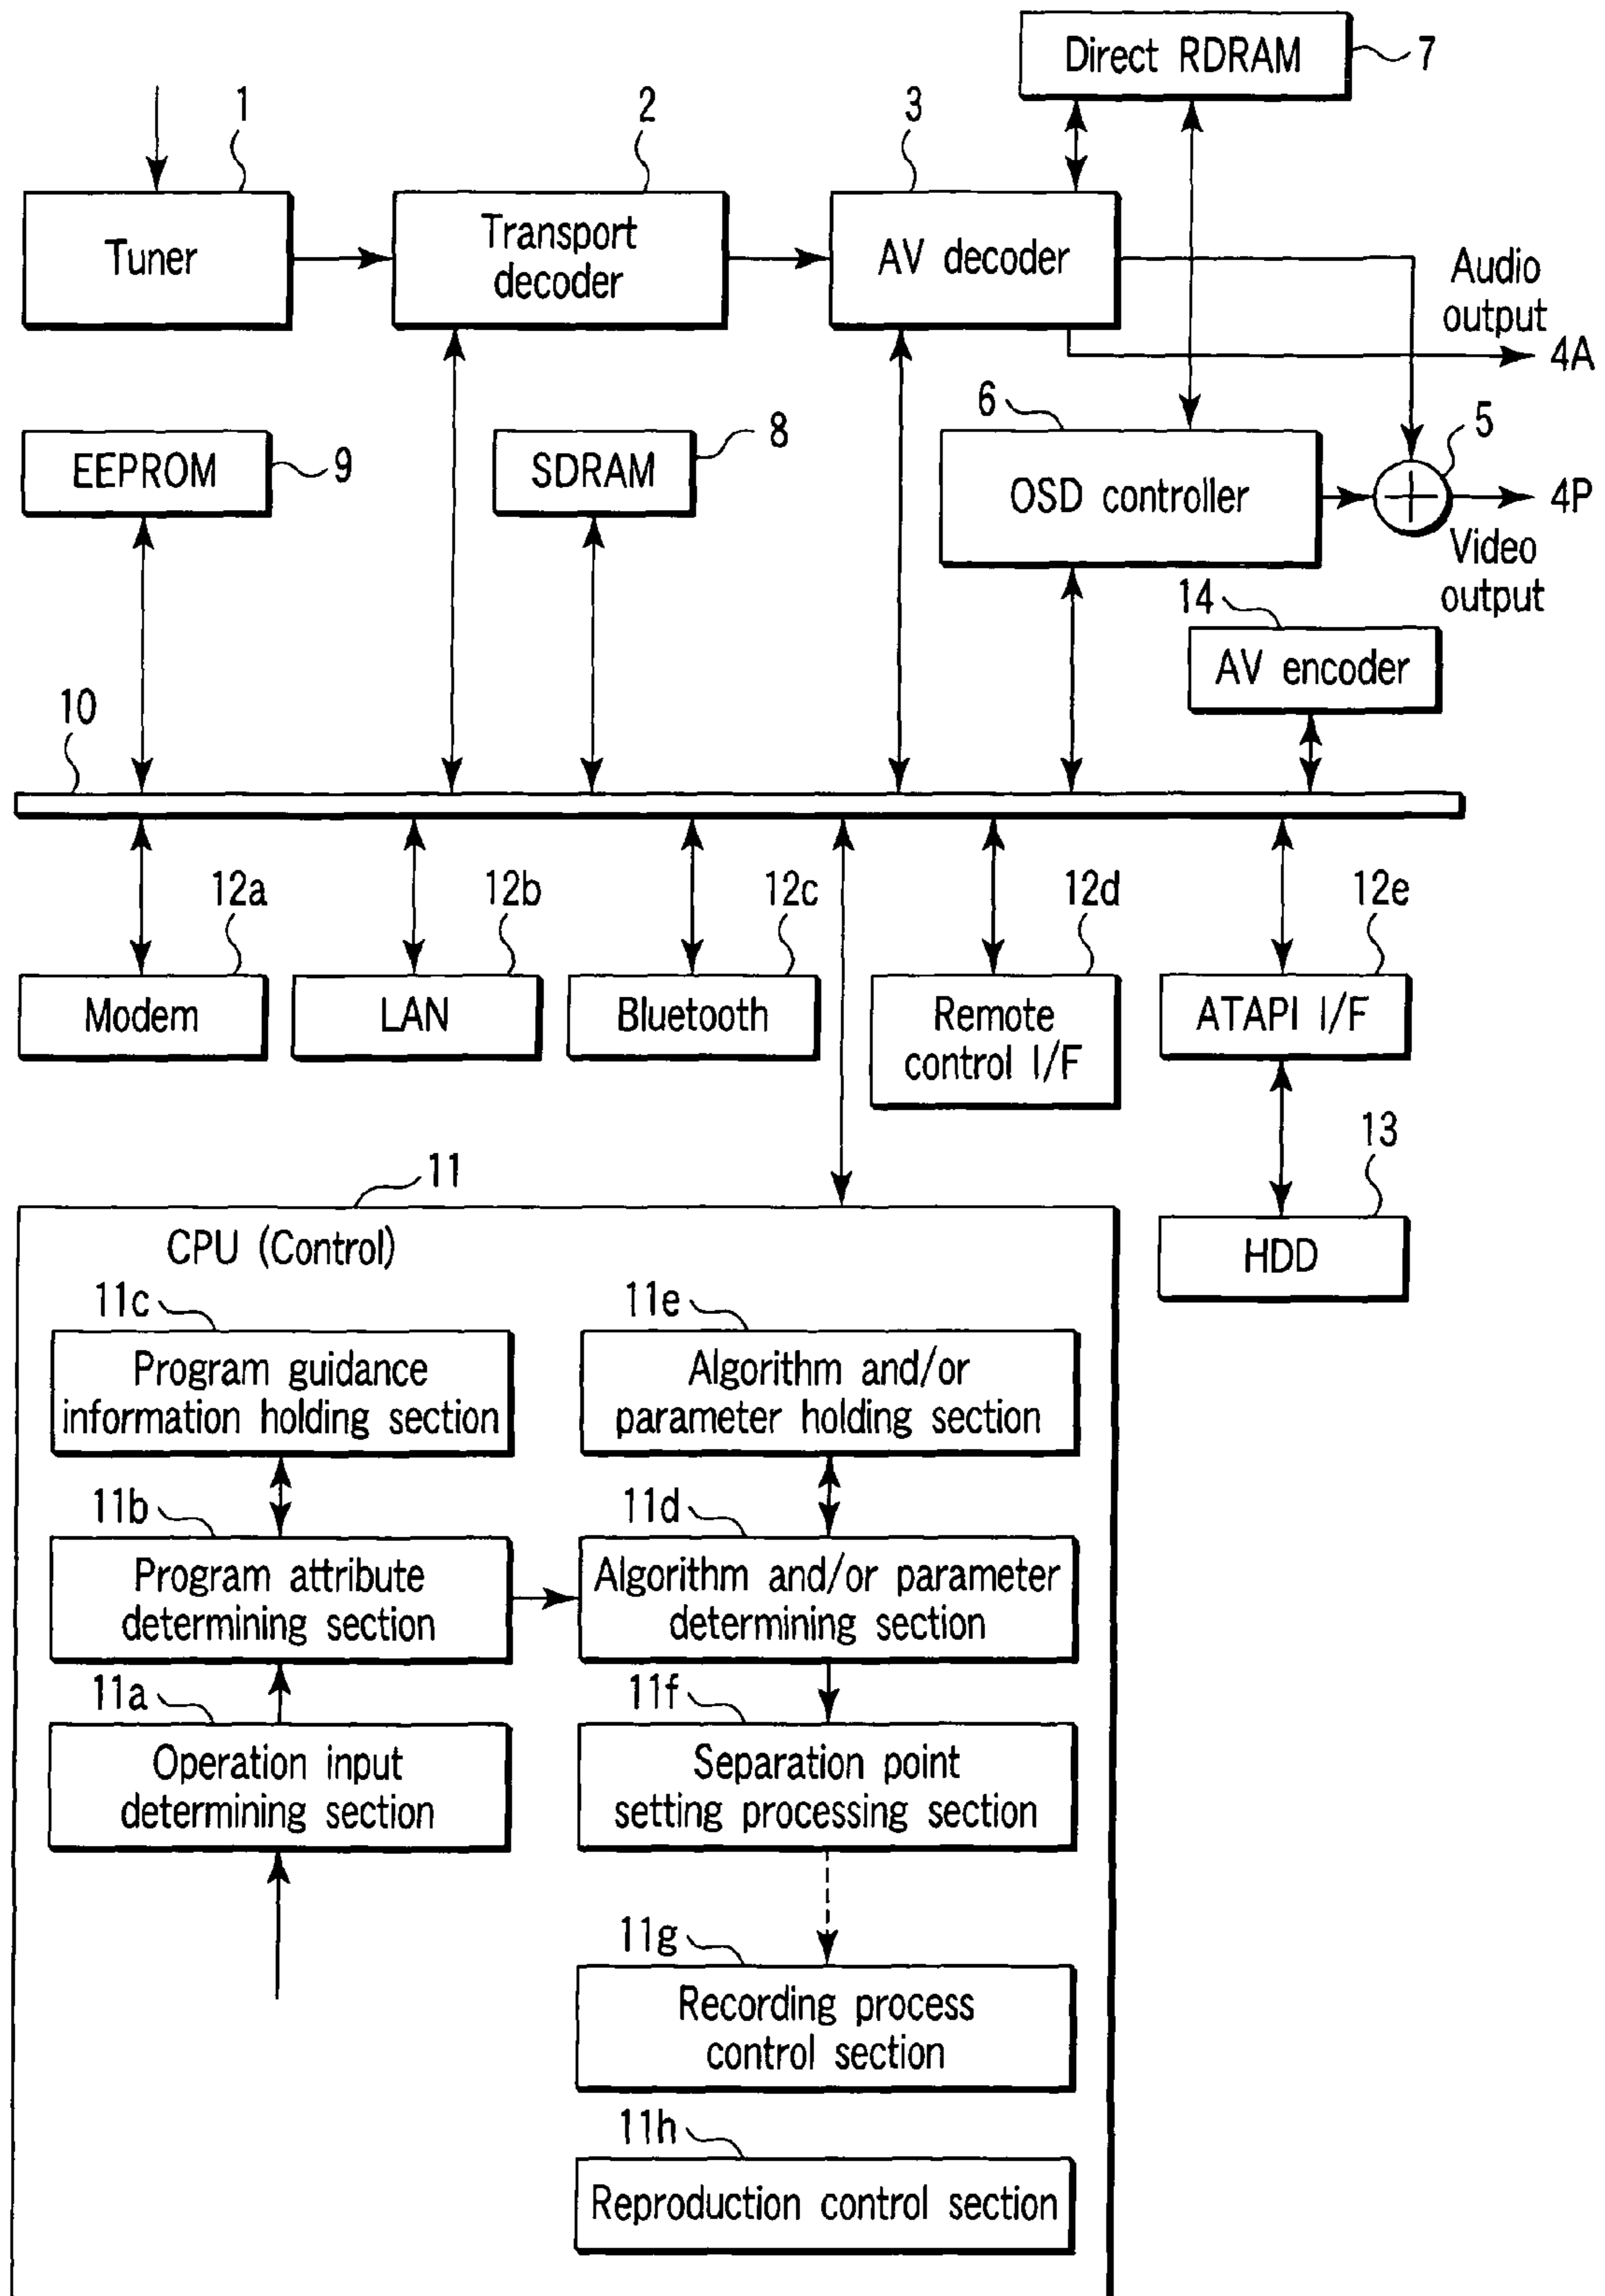 Direct RDRAM
7
1
2
3
Tuner
Transport
decoder
AV decoder
Audio
output
4A
6
5
EEPROM
9
SDRAM
8
OSD controller
4P
Video
output
14
AV encoder
10
12a
12b
12c
12d
12e
Modem
LAN
Bluetooth
Remote
control I/F
ATAPI I/F
13
HDD
11
CPU (Control)
11c
Program guidance
information holding section
11e
Algorithm and/or
parameter holding section
11b
Program attribute
determining section
11d
Algorithm and/or parameter
determining section
11a
Operation input
determining section
11f
Separation point
setting processing section
11g
Recording process
control section
11h
Reproduction control section